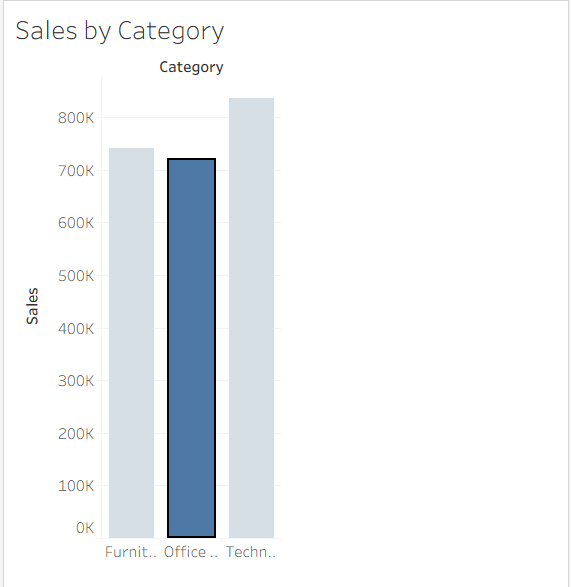 Sales by Category
Category
800K
700K
600K
500K
400K
300K
200K
100K
0K
Sales
Furnit.. Office .. Techn..